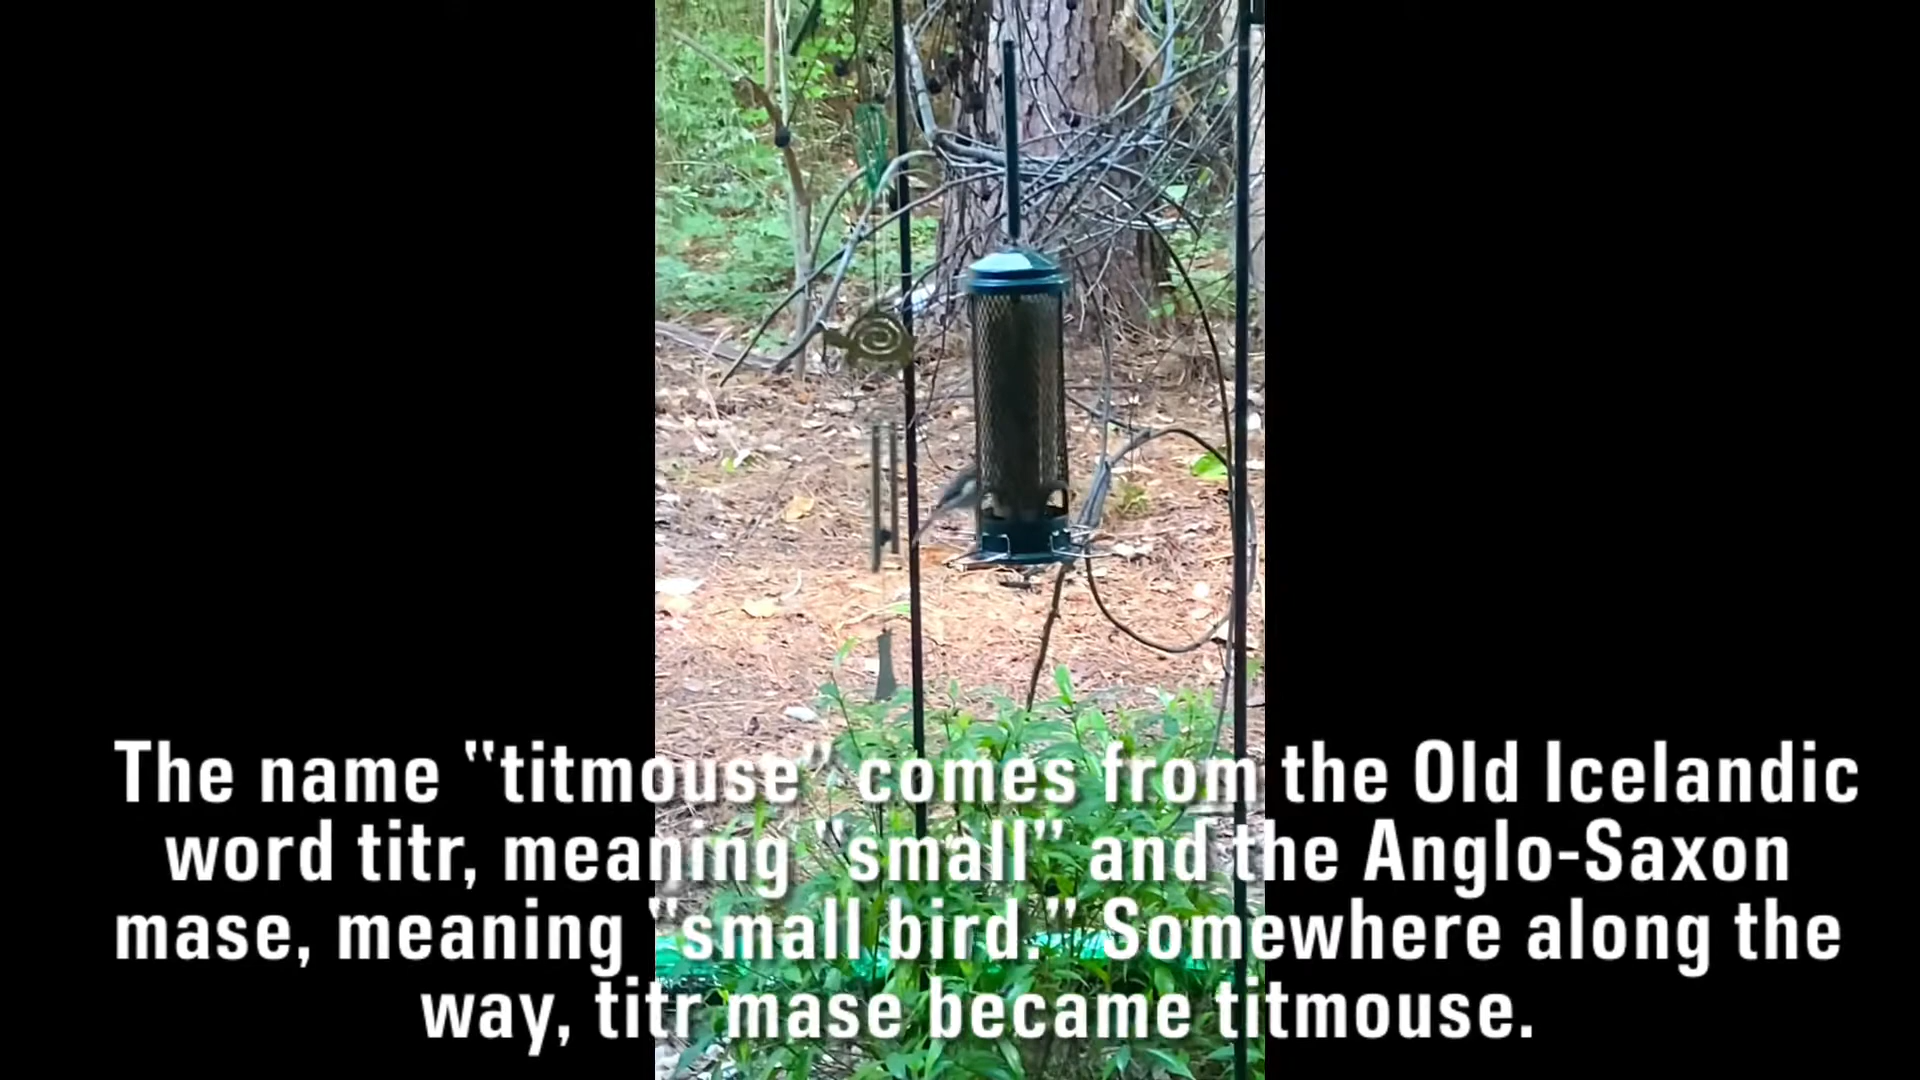 The name "titmouse" comes from the Old Icelandic
word titr, meaning "small" and the Anglo-Saxon
mase, meaning "small bird." Somewhere along the
way, titr mase became titmouse.